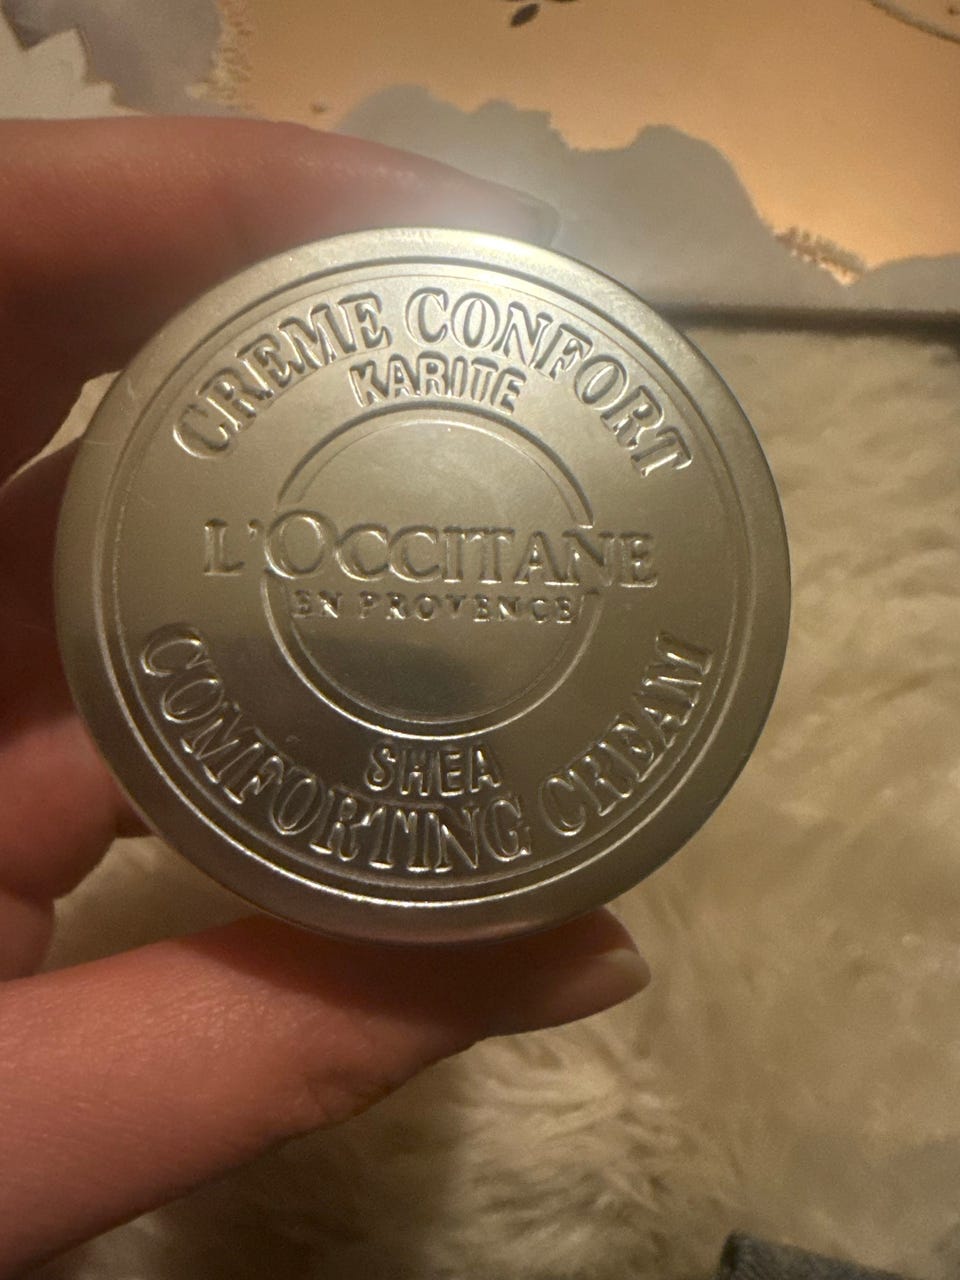 CREME CONFORT
KARITE
L'OCCITANE
EN PROVENCE
SHEA
COMFORTING CREAM